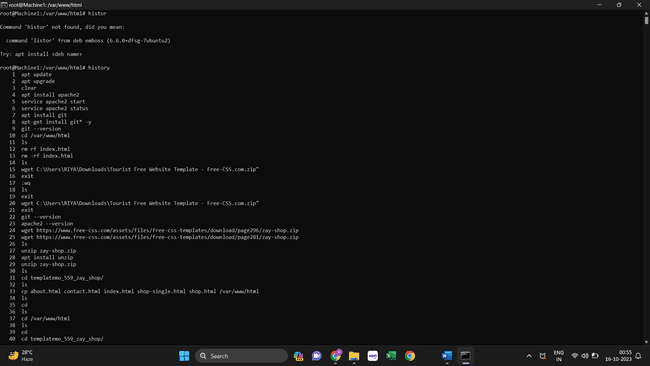 root@Machine1: /var/www/html
root@Machine1:/var/www/html# histor
Command 'histor' not found, did you mean:
command 'listor' from deb emboss (6.6.0+dfsg-7ubuntu2)
Try: apt install <deb name>
root@Machine1:/var/www/html# history
1 apt update
2 apt upgrade
3 clear
4 apt install apache2
5 service apache2 start
6 service apache2 status
7 apt install git
8 apt-get install git* -y
9 git --version
10 cd /var/www/html
11 ls
12 rm rf index.html
13 rm -rf index.html
14 ls
15 wget C:\Users\RIYA\Downloads\Tourist Free Website Template - Free-CSS.com.zip"
16 exit
17 :wq
18 ls
19 exit
20 wget C:\Users\RIYA\Downloads\Tourist Free Website Template - Free-CSS.com.zip"
21 exit
22 git --version
23 apache2 --version
24 wget https://www.free-css.com/assets/files/free-css-templates/download/page296/zay-shop.zip
25 wget https://www.free-css.com/assets/files/free-css-templates/download/page281/zay-shop.zip
26 ls
27 unzip zay-shop.zip
28 apt install unzip
29 unzip zay-shop.zip
30 ls
31 cd templatemo_559_zay_shop/
32 ls
33 cp about.html contact.html index.html shop-single.html shop.html /var/www/html
34 ls
35 cd
36 ls
37 cd /var/www/html
38 ls
39 cd
40 cd templatemo_559_zay_shop/
28°C
Haze
Search
ENG
IN
00:55
16-10-2023